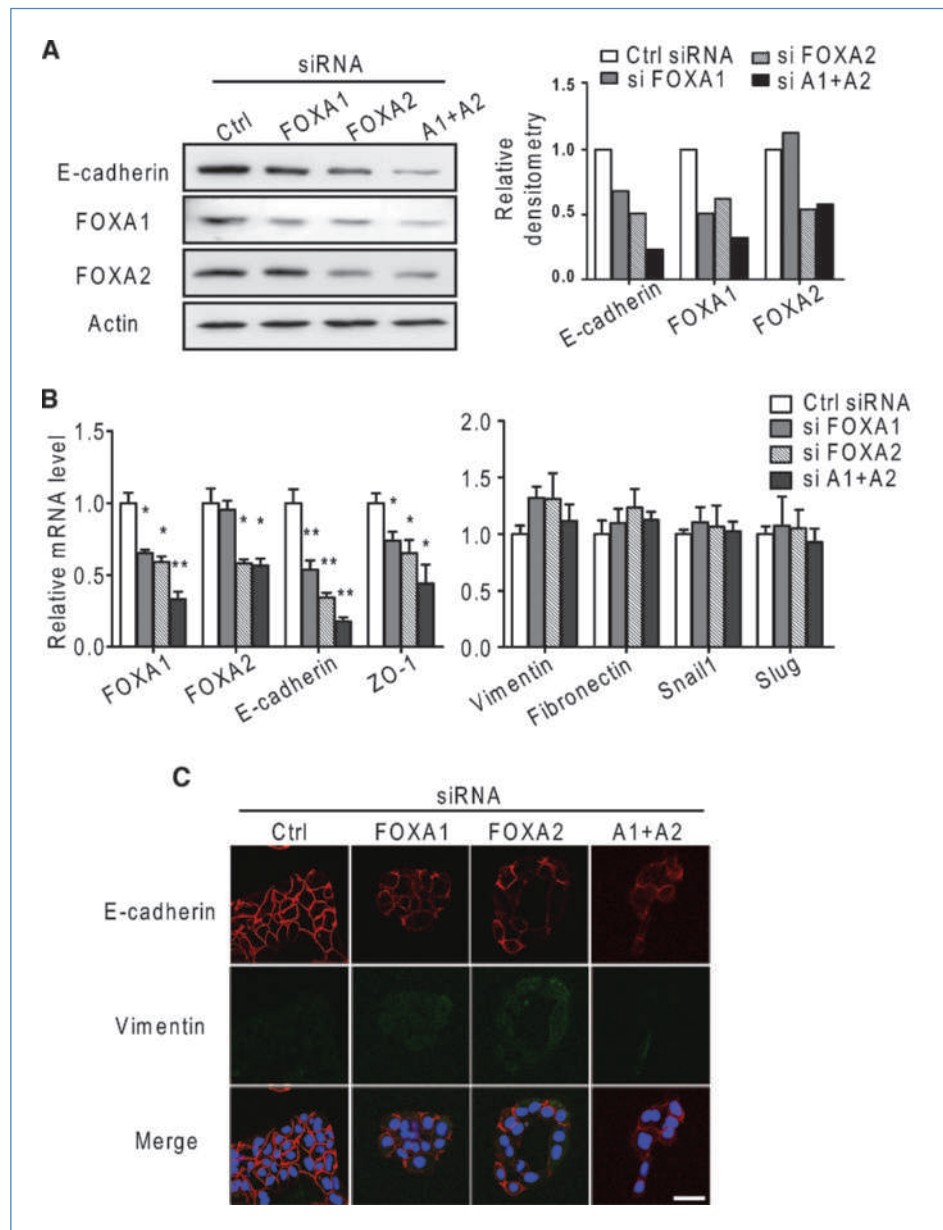 A
siRNA
Ctrl FOXA1 FOXA2 A1+A2
E-cadherin
FOXA1
FOXA2
Actin
Ctrl siRNA si FOXA2
si FOXA1 si A1+A2
Relative densitometry
1.5
1.0
0.5
0.0
E-cadherin FOXA1 FOXA2
B
Relative mRNA level
1.5
1.0
0.5
0.0
* * **
* *
** ** **
* * *
FOXA1 FOXA2 E-cadherin ZO-1
Ctrl siRNA
si FOXA1
si FOXA2
si A1+A2
2.0
1.5
1.0
0.5
0.0
Vimentin Fibronectin Snail1 Slug
C
siRNA
Ctrl FOXA1 FOXA2 A1+A2
E-cadherin
Vimentin
Merge